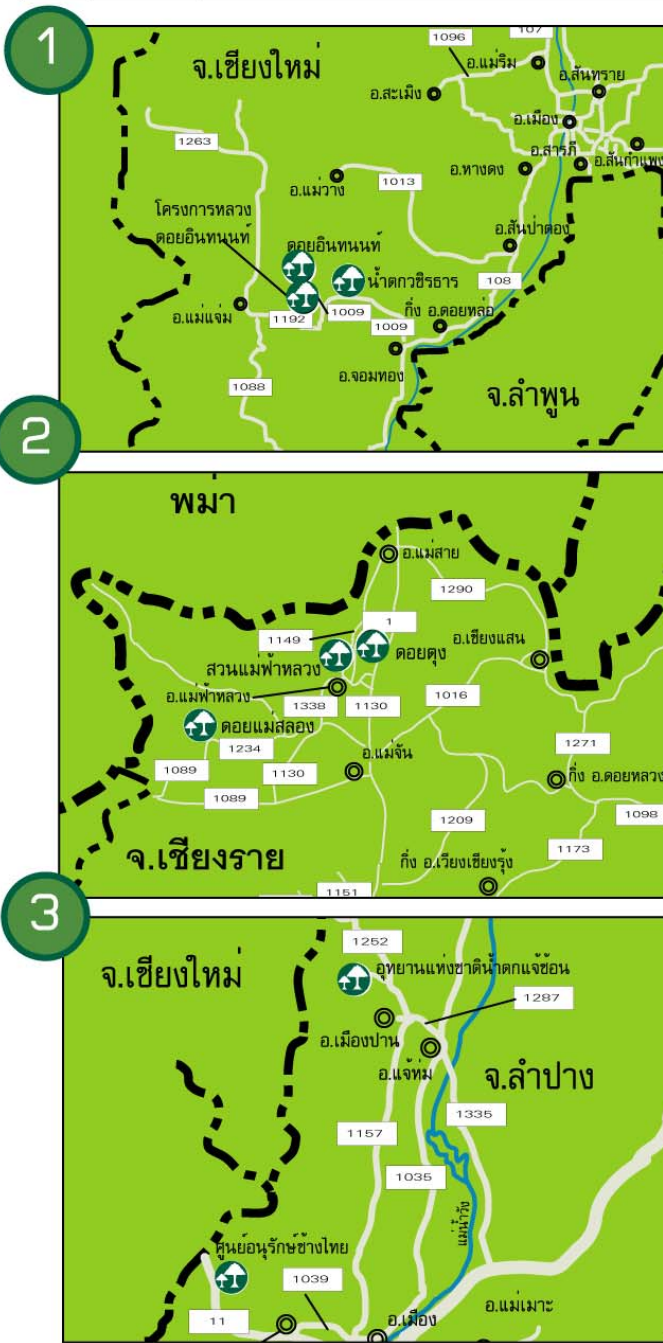 1
107
1096
อ.แม่ริม
จ.เชียงใหม่
อ.สันทราย
อ.สะเมิง
อ.เมือง
1263
อ.สารภี
อ.สันกำแพง
อ.หางดง
1013
อ.แม่วาง
โครงการหลวง
ดอยอินทนนท์
ดอยอินทนนท์
อ.สันป่าตอง
น้ำตกวชิรธาร
108
อ.แม่แจ่ม
1192
1009
1009
กิ่ง อ.ดอยหล่อ
อ.จอมทอง
1088
จ.ลำพูน
2
พม่า
อ.แม่สาย
1290
1
1149
อ.เชียงแสน
สวนแม่ฟ้าหลวง
ดอยตุง
อ.แม่ฟ้าหลวง
1338
1130
1016
ดอยแม่สลอง
1234
1271
อ.แม่จัน
1089
1130
กิ่ง อ.ดอยหลวง
1089
1209
1098
1173
จ.เชียงราย
กิ่ง อ.เวียงเชียงรุ้ง
1151
3
1252
จ.เชียงใหม่
อุทยานแห่งชาติน้ำตกแจ้ซ้อน
1287
อ.เมืองปาน
อ.แจ้ห่ม
จ.ลำปาง
1335
1157
1035
แม่น้ำวัง
ศูนย์อนุรักษ์ช้างไทย
1039
อ.แม่เมาะ
11
อ.เมือง